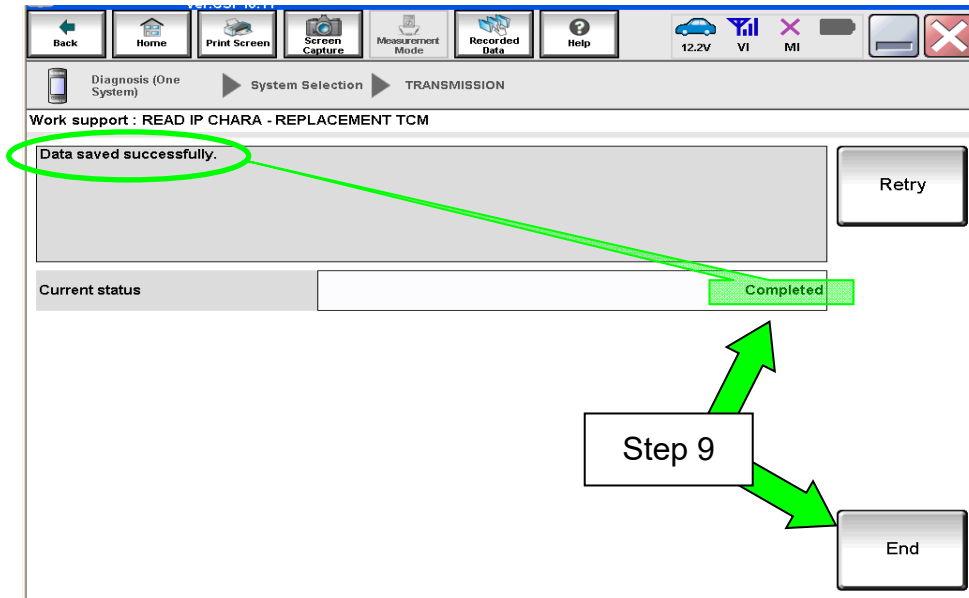 Back
Home
Print Screen
Screen
Capture
Measurement
Mode
Recorded
Data
Help
12.2V
VI
MI
Diagnosis (One
System)
System Selection
TRANSMISSION
Work support : READ IP CHARA - REPLACEMENT TCM
Data saved successfully.
Retry
Current status
Completed
Step 9
End